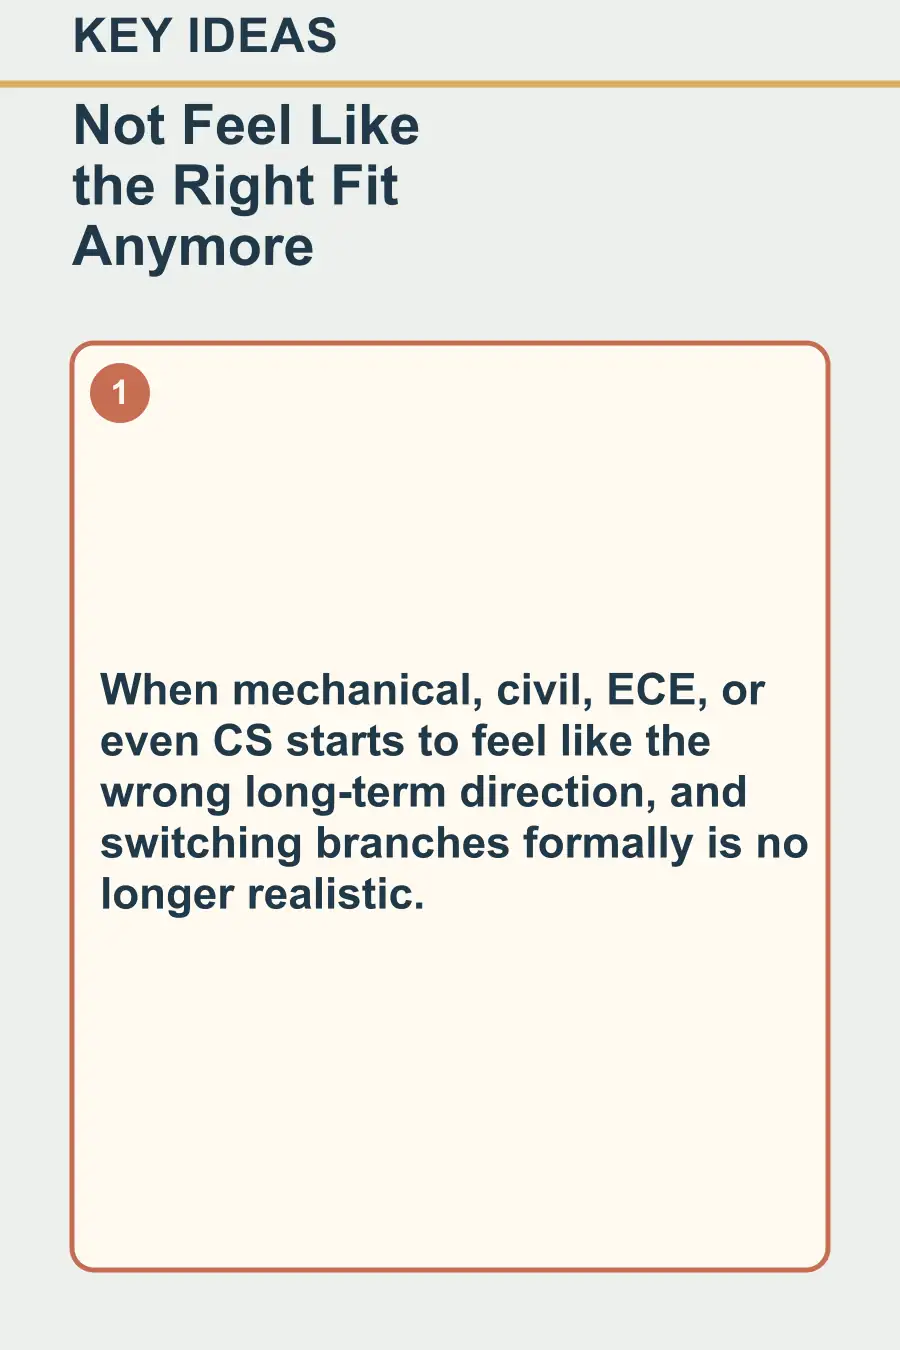 KEY IDEAS
Not Feel Like
the Right Fit
Anymore
1
When mechanical, civil, ECE, or
even CS starts to feel like the
wrong long-term direction, and
switching branches formally is no
longer realistic.